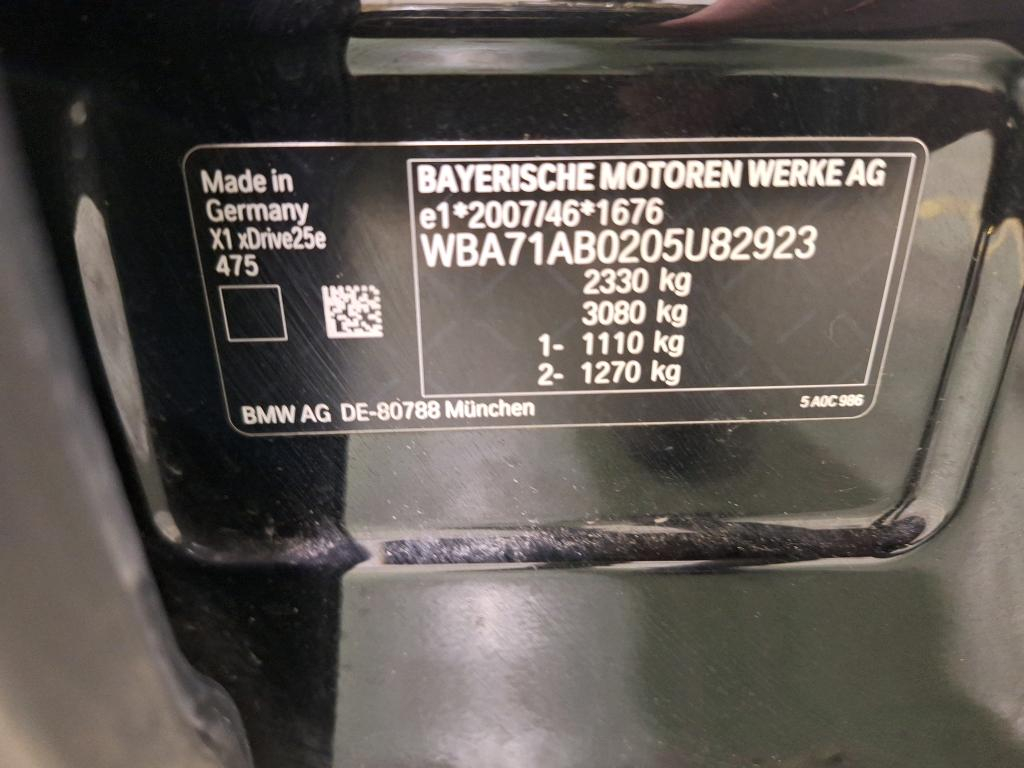 Made in
Germany
X1 xDrive25e
475
BAYERISCHE MOTOREN WERKE AG
e1*2007/46*1676
WBA71AB0205U82923
2330 kg
3080 kg
1- 1110 kg
2- 1270 kg
BMW AG DE-80788 München
5 A0C 986